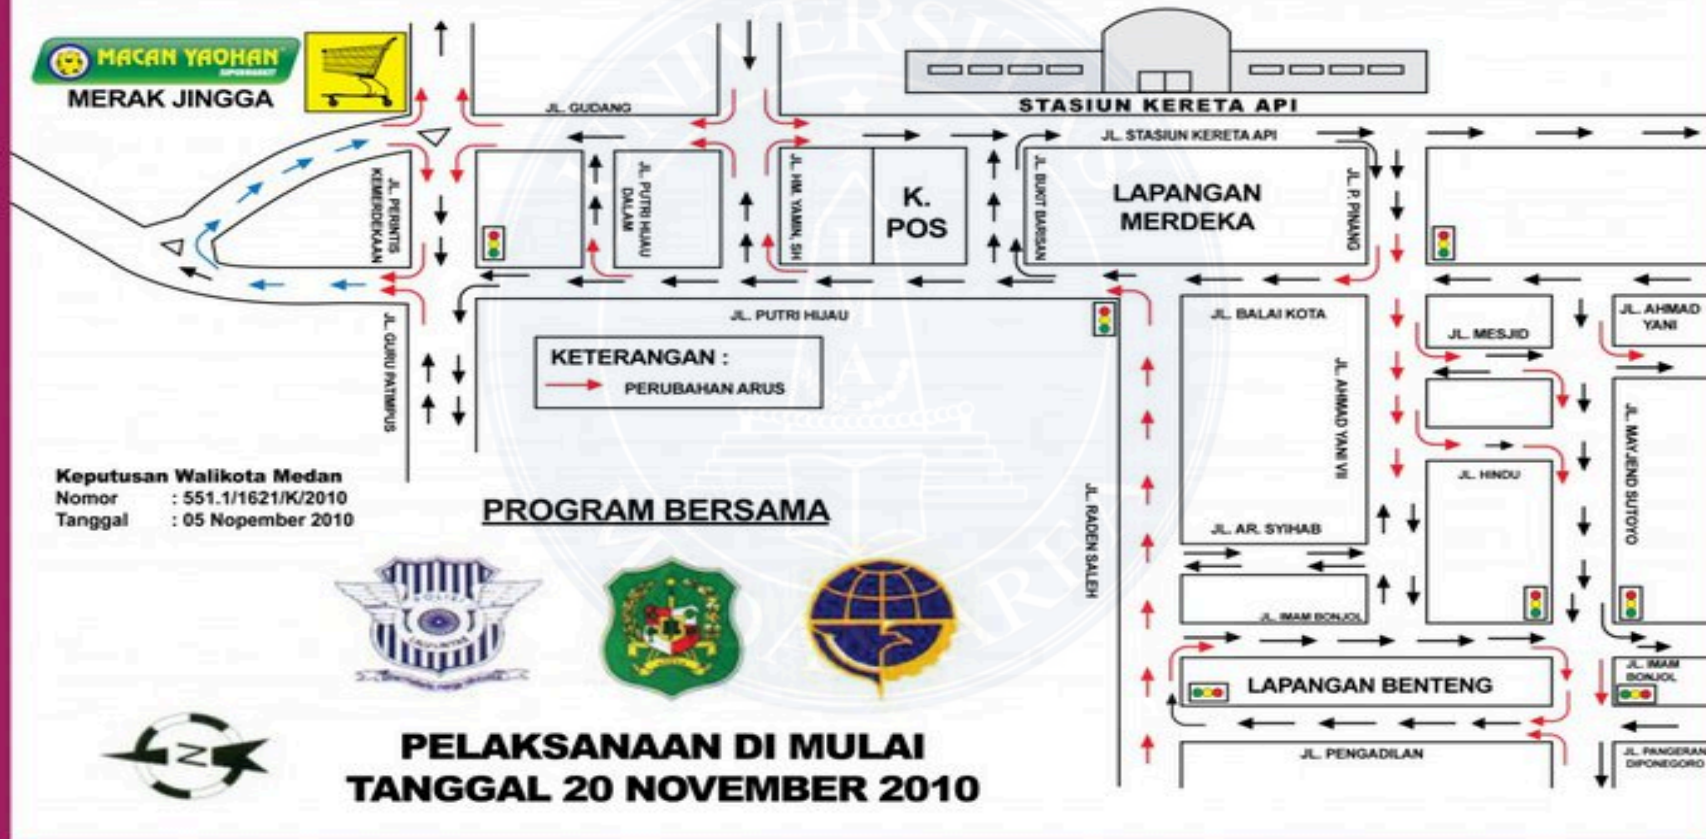 MACAN YAOHAN
SUPERMARKET
MERAK JINGGA
STASIUN KERETA API
JL. GUDANG
JL. STASIUN KERETA API
JL. PERINTIS
KEMERDEKAAN
JL. PUTRI HIJAU
DALAM
JL. HM. YAMIN, SH
K.
POS
JL. BUKIT BARISAN
LAPANGAN
MERDEKA
JL. P. PINANG
JL. GURU PATIMPUS
JL. PUTRI HIJAU
JL. BALAI KOTA
JL. MESJID
JL. AHMAD
YANI
KETERANGAN :
PERUBAHAN ARUS
JL. AHMAD YANI VII
JL. MAYJEND SUTOYO
JL. HINDU
Keputusan Walikota Medan
Nomor : 551.1/1621/K/2010
Tanggal : 05 Nopember 2010
PROGRAM BERSAMA
JL. RADEN SALEH
JL. AR. SYIHAB
JL. IMAM BONJOL
JL. IMAM
BONJOL
LAPANGAN BENTENG
JL. PENGADILAN
JL. PANGERAN
DIPONEGORO
N
PELAKSANAAN DI MULAI
TANGGAL 20 NOVEMBER 2010
UNIVERSITAS